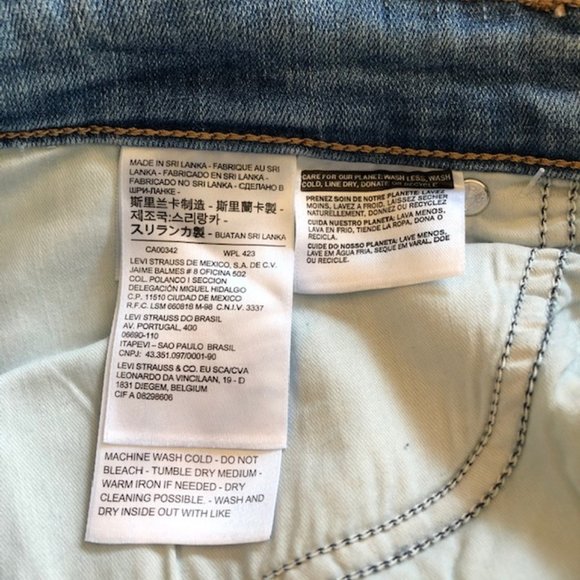 MADE IN SRI LANKA - FABRIQUE AU SRI
LANKA - FABRICADO EN SRI LANKA -
FABRICADO NO SRI LANKA - СДЕЛАНО В
ШРИ-ЛАНКЕ -
斯里兰卡制造 - 斯里蘭卡製 -
제조국:스리랑카 -
スリランカ製 - BUATAN SRI LANKA
CA00342 WPL 423
LEVI STRAUSS DE MEXICO, S.A. DE C.V.
JAIME BALMES # 8 OFICINA 502
COL. POLANCO I SECCION
DELEGACIÓN MIGUEL HIDALGO
C.P. 11510 CIUDAD DE MEXICO
R.F.C. LSM 660818 M-98 C.N.I.V. 3337
LEVI STRAUSS DO BRASIL
AV. PORTUGAL, 400
06690-110
ITAPEVI – SAO PAULO BRASIL
CNPJ: 43.351.097/0001-90
LEVI STRAUSS & CO. EU SCA/CVA
LEONARDO DA VINCILAAN, 19 - D
1831 DIEGEM, BELGIUM
CIF A 08298606
MACHINE WASH COLD - DO NOT
BLEACH - TUMBLE DRY MEDIUM -
WARM IRON IF NEEDED - DRY
CLEANING POSSIBLE. - WASH AND
DRY INSIDE OUT WITH LIKE
CARE FOR OUR PLANET: WASH LESS, WASH
COLD, LINE DRY, DONATE OR RECYCLE.
PRENEZ SOIN DE NOTRE PLANETE: LAVEZ
MOINS, LAVEZ A FROID. LAISSEZ SÉCHER
NATURELLEMENT, DONNEZ OU RECYCLEZ.
CUIDA DE NUESTRO PLANETA: LAVA MENOS,
LAVA EN FRIO, TIENDE LA ROPA, DONA O
RECICLA.
CUIDE DO NOSSO PLANETA: LAVE MENOS,
LAVE EM ÁGUA FRIA, SEQUE EM VARAL, DOE
OU RECICLE.